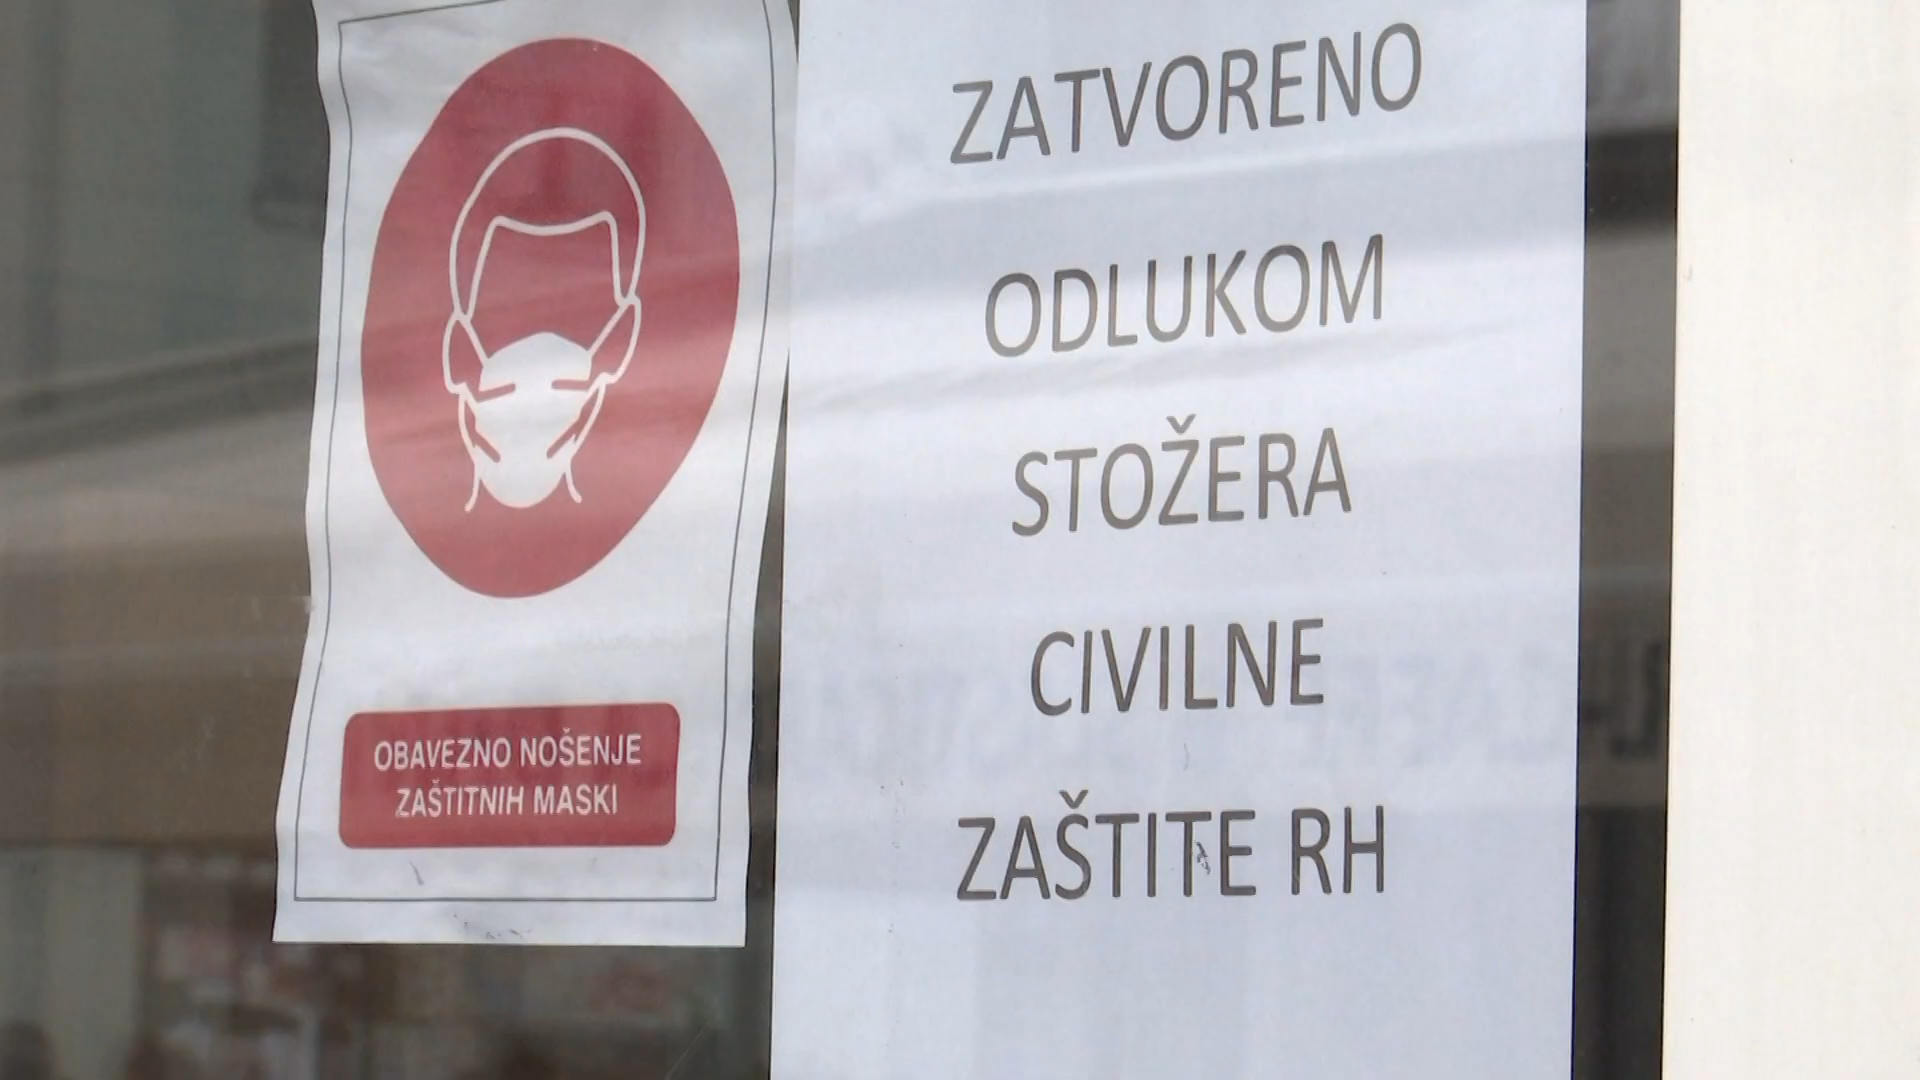 OBAVEZNO NOŠENJE
ZAŠTITNIH MASKI
ZATVORENO
ODLUKOM
STOŽERA
CIVILNE
ZAŠTITE RH